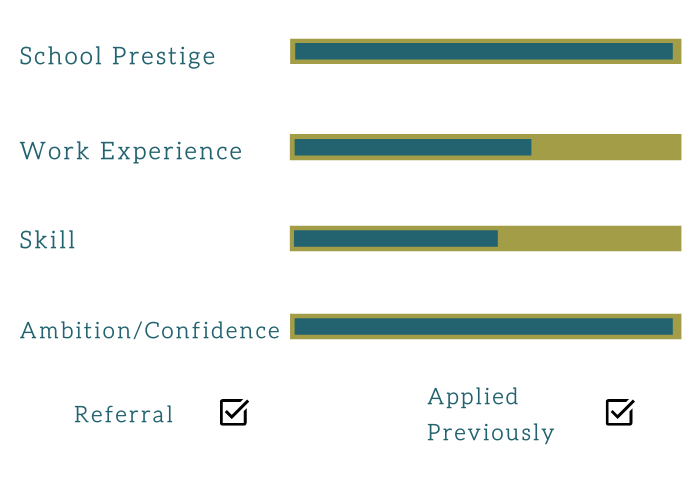 School Prestige
Work Experience
Skill
Ambition/Confidence
Referral
Applied
Previously